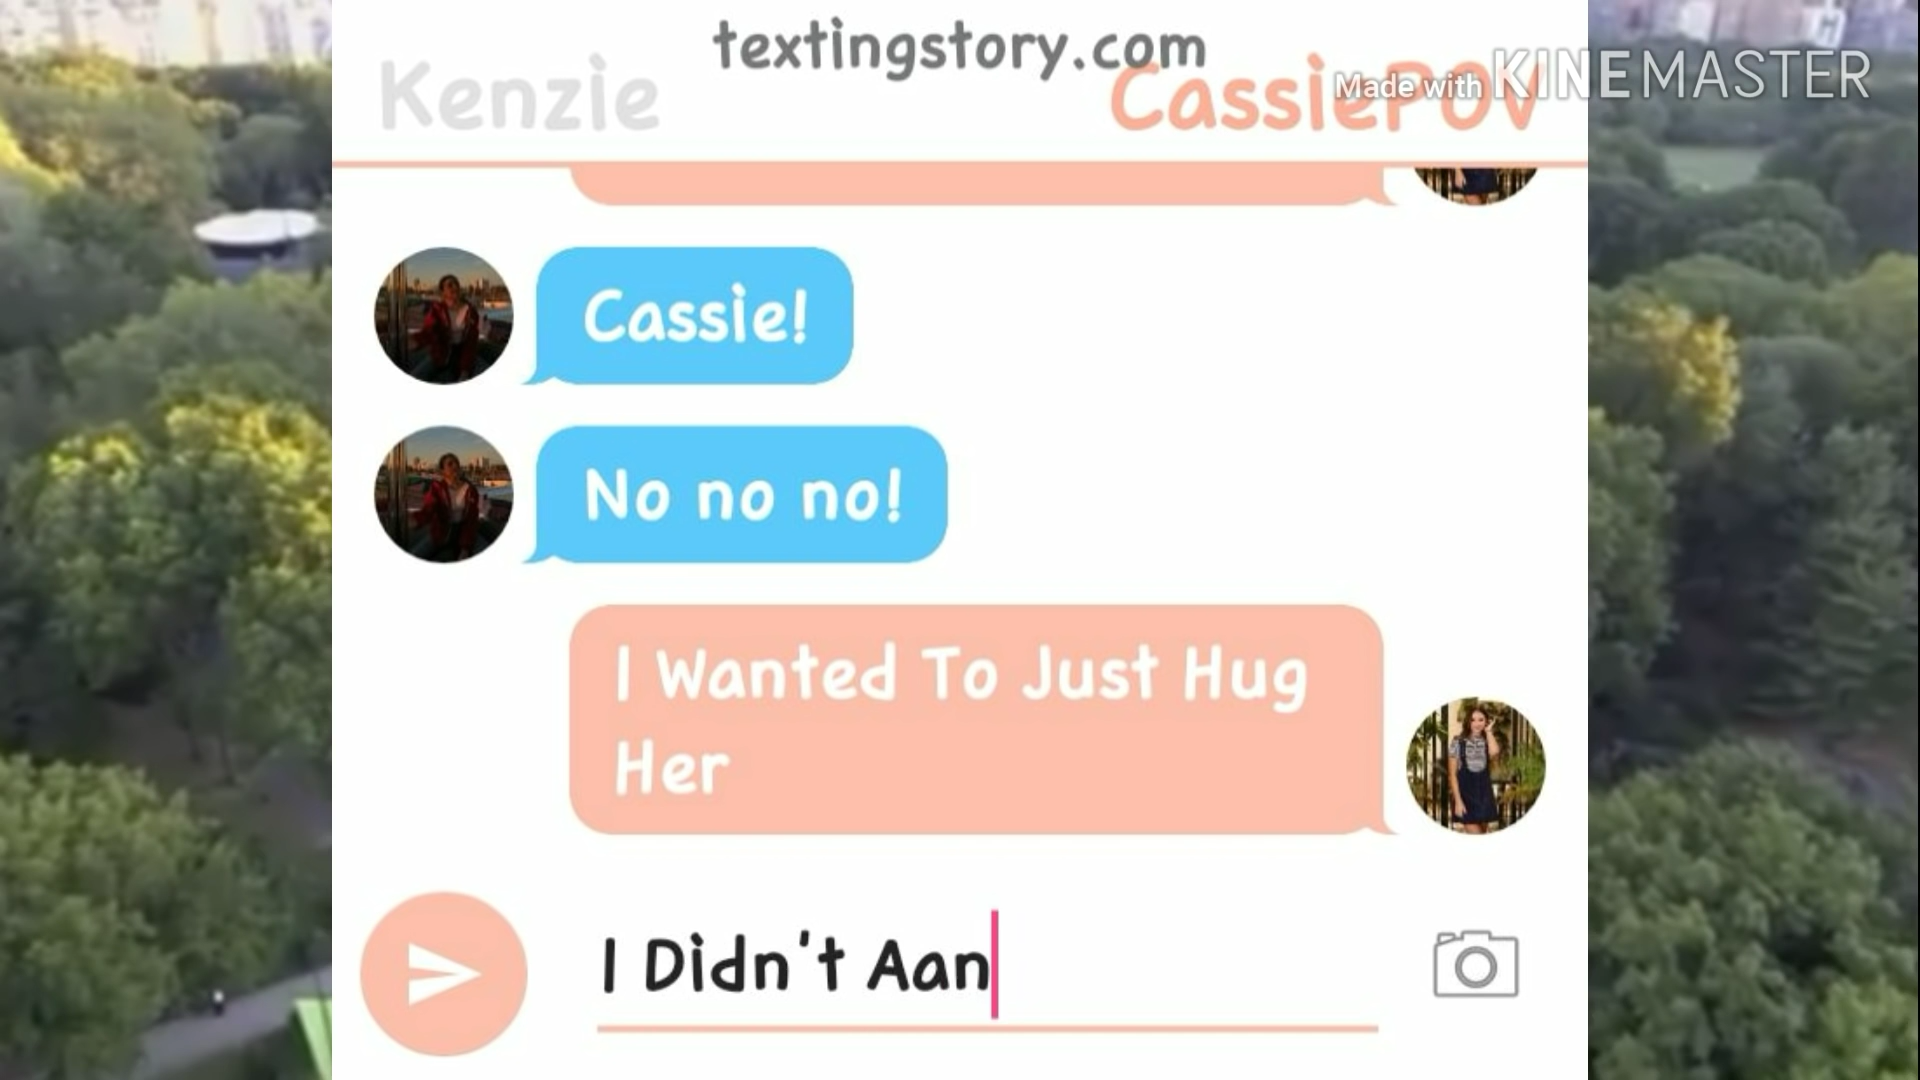 textingstory.com
Made with KINEMASTER
Kenzie
CassiePOV
Cassie!
No no no!
I Wanted To Just Hug
Her
I Didn't Aan